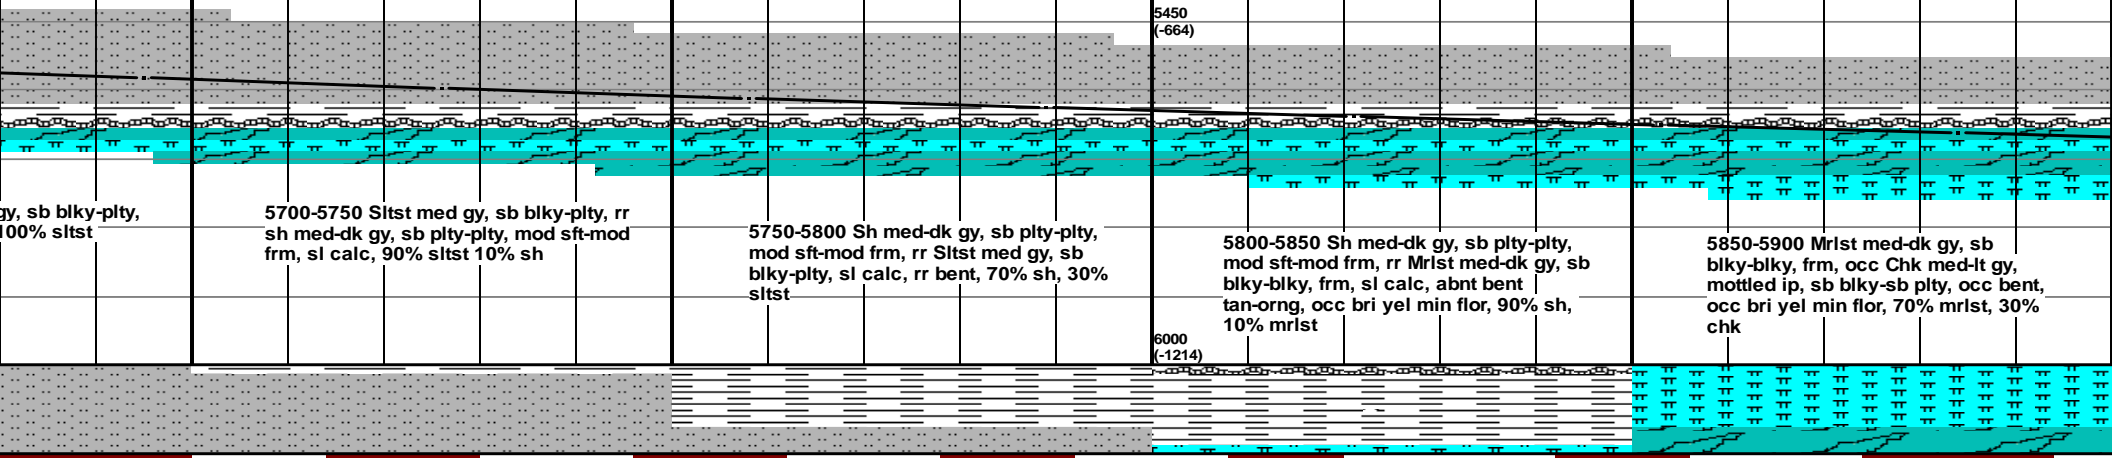 5450
(-664)
gy, sb blky-plty,
100% sltst
5700-5750 Sltst med gy, sb blky-plty, rr
sh med-dk gy, sb plty-plty, mod sft-mod
frm, sl calc, 90% sltst 10% sh
5750-5800 Sh med-dk gy, sb plty-plty,
mod sft-mod frm, rr Sltst med gy, sb
blky-plty, sl calc, rr bent, 70% sh, 30%
sltst
5800-5850 Sh med-dk gy, sb plty-plty,
mod sft-mod frm, rr Mrlst med-dk gy, sb
blky-blky, frm, sl calc, abnt bent
tan-orng, occ bri yel min flor, 90% sh,
10% mrlst
5850-5900 Mrlst med-dk gy, sb
blky-blky, frm, occ Chk med-lt gy,
mottled ip, sb blky-sb plty, occ bent,
occ bri yel min flor, 70% mrlst, 30%
chk
6000
(-1214)